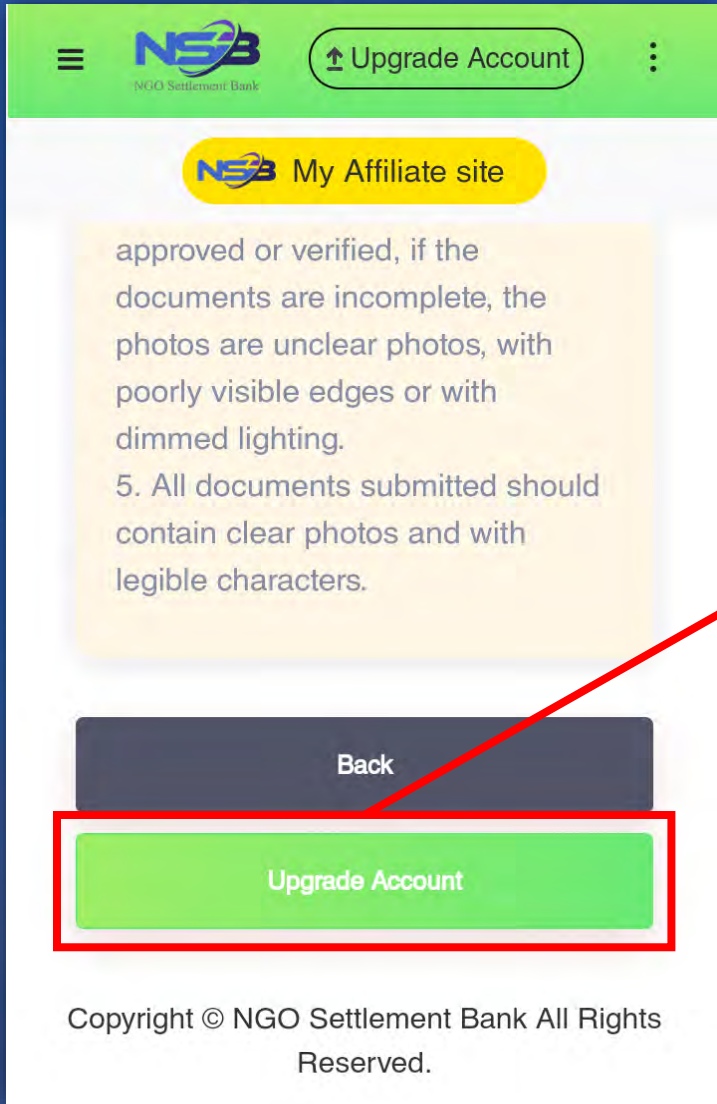 NSB
NGO Settlement Bank
Upgrade Account
NSB My Affiliate site
approved or verified, if the
documents are incomplete, the
photos are unclear photos, with
poorly visible edges or with
dimmed lighting.
5. All documents submitted should
contain clear photos and with
legible characters.
Back
Upgrade Account
Copyright © NGO Settlement Bank All Rights
Reserved.